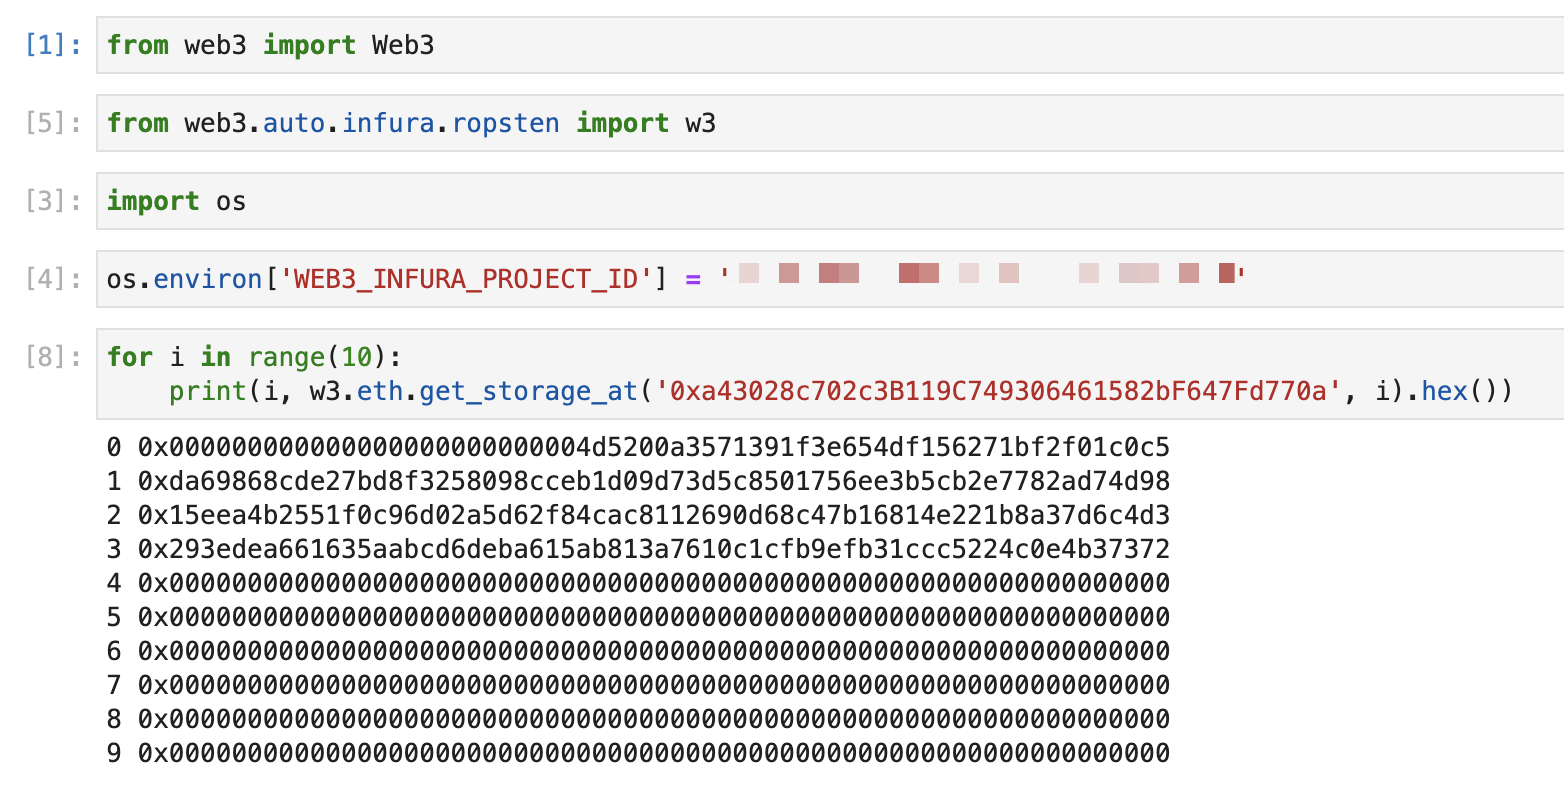 [1]: from web3 import Web3
[5]: from web3.auto.infura.ropsten import w3
[3]: import os
[4]: os.environ['WEB3_INFURA_PROJECT_ID'] = ' '
[8]: for i in range(10):
print(i, w3.eth.get_storage_at('0xa43028c702c3B119C749306461582bF647Fd770a', i).hex())
0 0x0000000000000000000000004d5200a3571391f3e654df156271bf2f01c0c5
1 0xda69868cde27bd8f3258098cceb1d09d73d5c8501756ee3b5cb2e7782ad74d98
2 0x15eea4b2551f0c96d02a5d62f84cac8112690d68c47b16814e221b8a37d6c4d3
3 0x293edea661635aabcd6deba615ab813a7610c1cfb9efb31ccc5224c0e4b37372
4 0x0000000000000000000000000000000000000000000000000000000000000000
5 0x0000000000000000000000000000000000000000000000000000000000000000
6 0x0000000000000000000000000000000000000000000000000000000000000000
7 0x0000000000000000000000000000000000000000000000000000000000000000
8 0x0000000000000000000000000000000000000000000000000000000000000000
9 0x0000000000000000000000000000000000000000000000000000000000000000